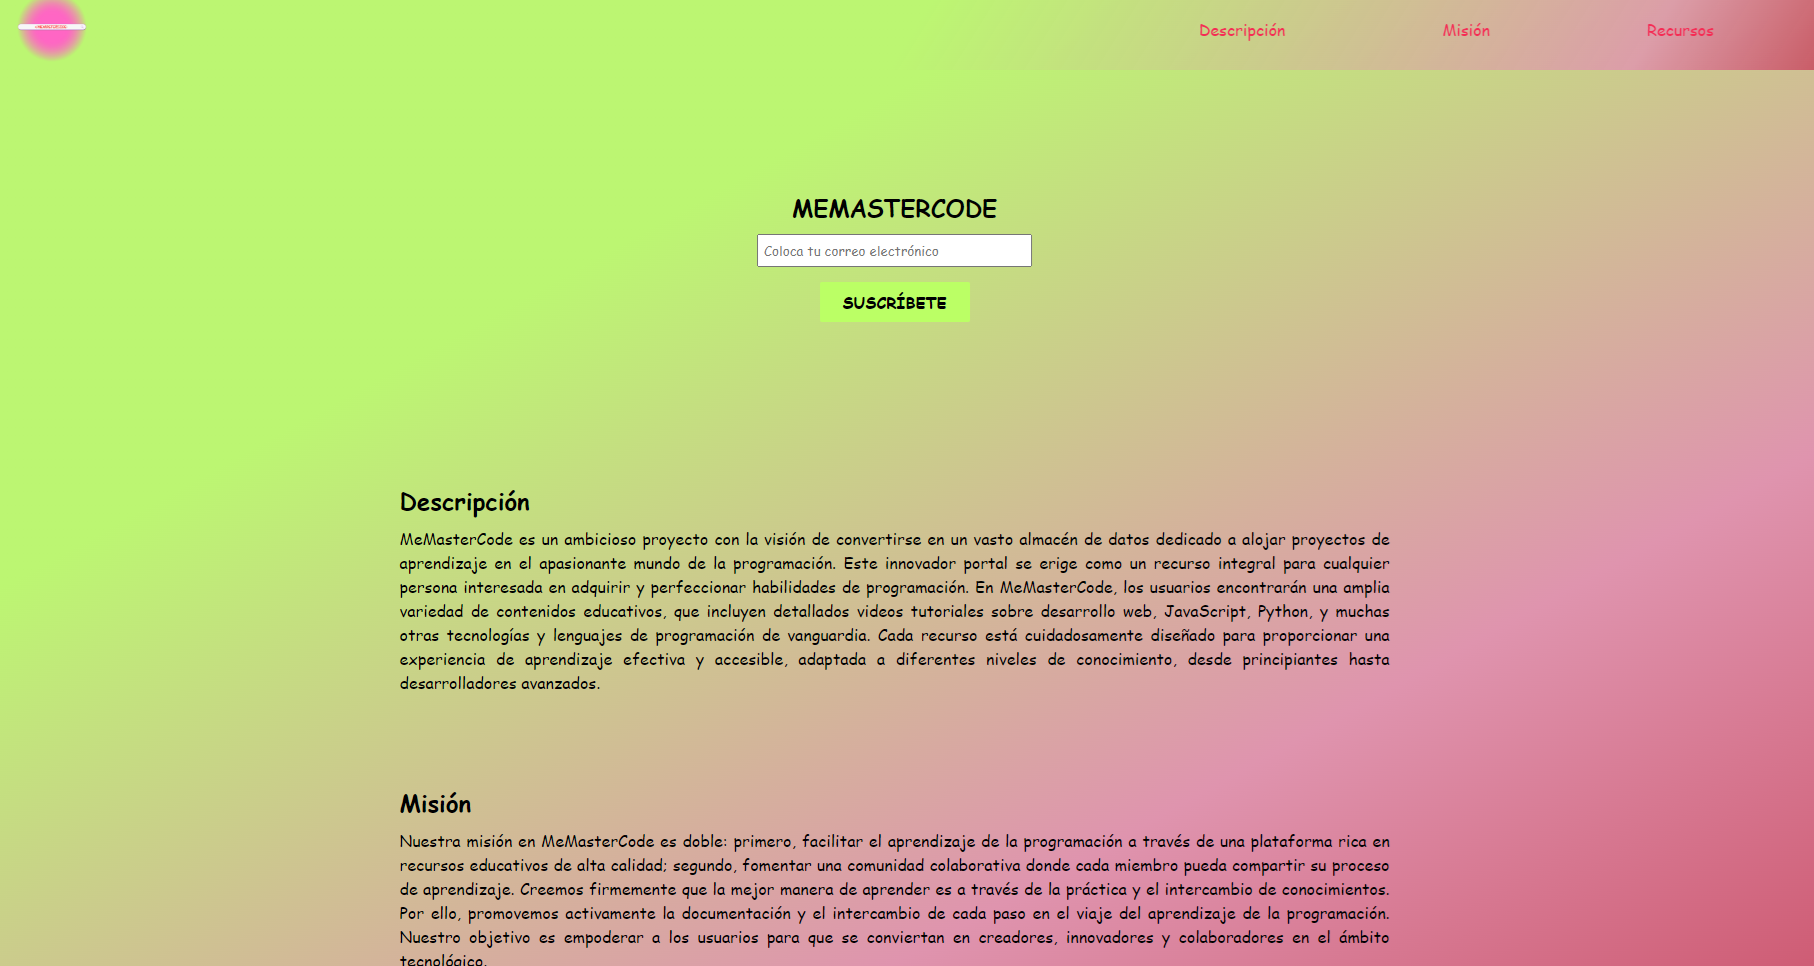 Descripción
Misión
Recursos
MEMASTERCODE
Coloca tu correo electrónico
SUSCRÍBETE
Descripción
MeMasterCode es un ambicioso proyecto con la visión de convertirse en un vasto almacén de datos dedicado a alojar proyectos de
aprendizaje en el apasionante mundo de la programación. Este innovador portal se erige como un recurso integral para cualquier
persona interesada en adquirir y perfeccionar habilidades de programación. En MeMasterCode, los usuarios encontrarán una amplia
variedad de contenidos educativos, que incluyen detallados videos tutoriales sobre desarrollo web, JavaScript, Python, y muchas
otras tecnologías y lenguajes de programación de vanguardia. Cada recurso está cuidadosamente diseñado para proporcionar una
experiencia de aprendizaje efectiva y accesible, adaptada a diferentes niveles de conocimiento, desde principiantes hasta
desarrolladores avanzados.
Misión
Nuestra misión en MeMasterCode es doble: primero, facilitar el aprendizaje de la programación a través de una plataforma rica en
recursos educativos de alta calidad; segundo, fomentar una comunidad colaborativa donde cada miembro pueda compartir su proceso
de aprendizaje. Creemos firmemente que la mejor manera de aprender es a través de la práctica y el intercambio de conocimientos.
Por ello, promovemos activamente la documentación y el intercambio de cada paso en el viaje del aprendizaje de la programación.
Nuestro objetivo es empoderar a los usuarios para que se conviertan en creadores, innovadores y colaboradores en el ámbito
tecnológico.